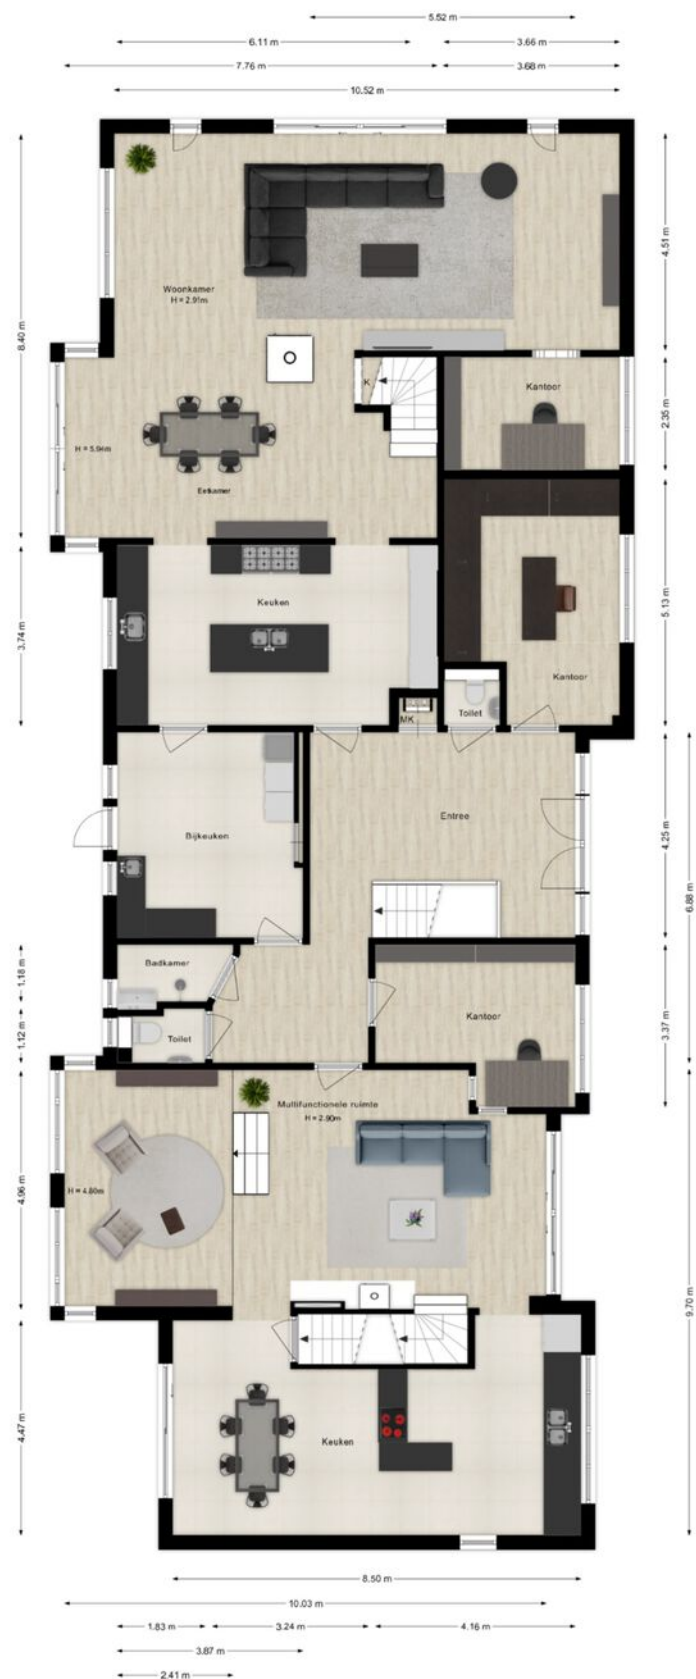 5.52 m
6.11 m
3.66 m
7.76 m
3.68 m
10.52 m
4.51 m
Woonkamer
H = 2.91m
8.40 m
K
Kantoor
2.35 m
H = 5.94m
Eetkamer
Keuken
5.13 m
3.74 m
Kantoor
Toilet
MK
Entree
4.25 m
Bijkeuken
6.88 m
Badkamer
1.18 m
Kantoor
3.37 m
Toilet
1.12 m
Multifunctionele ruimte
H = 2.90m
4.96 m
H = 4.60m
9.70 m
4.47 m
Keuken
8.50 m
10.03 m
1.83 m
3.24 m
4.16 m
3.87 m
2.41 m